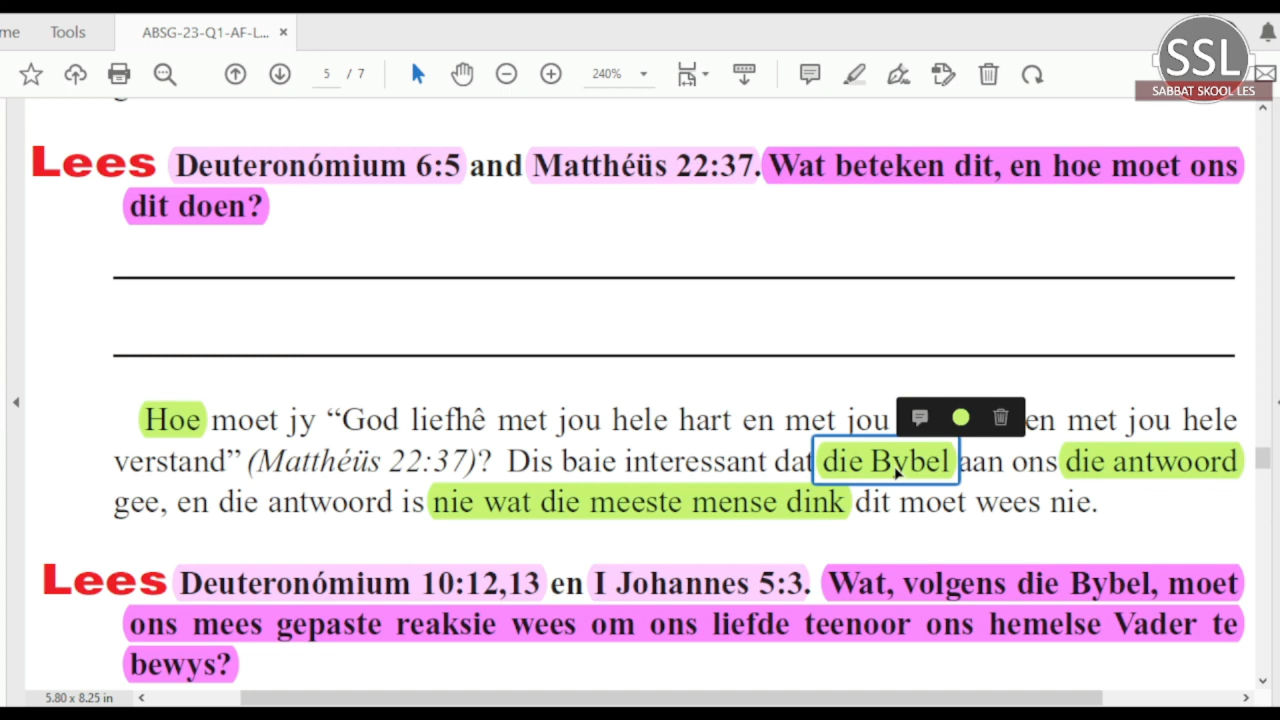 me Tools ABSG-23-Q1-AF-L... ×
5 / 7 240%
SSL
SABBAT SKOOL LES
Lees Deuteronómium 6:5 and Matthéüs 22:37. Wat beteken dit, en hoe moet ons
dit doen?
Hoe moet jy “God liefhê met jou hele hart en met jou en met jou hele
verstand” (Matthéüs 22:37)? Dis baie interessant dat die Bybel aan ons die antwoord
gee, en die antwoord is nie wat die meeste mense dink dit moet wees nie.
Lees Deuteronómium 10:12,13 en I Johannes 5:3. Wat, volgens die Bybel, moet
ons mees gepaste reaksie wees om ons liefde teenoor ons hemelse Vader te
bewys?
5.80 x 8.25 in